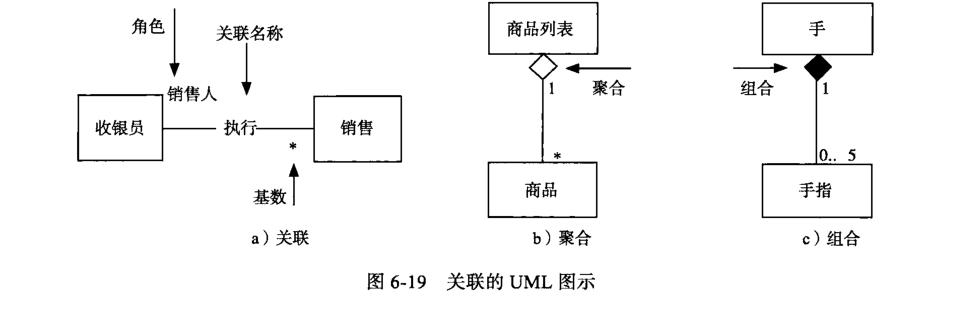 角色
关联名称
销售人
收银员
执行
销售
*
基数
a）关联
商品列表
聚合
1
*
商品
b）聚合
手
组合
1
0.. 5
手指
c）组合
图 6-19 关联的 UML 图示